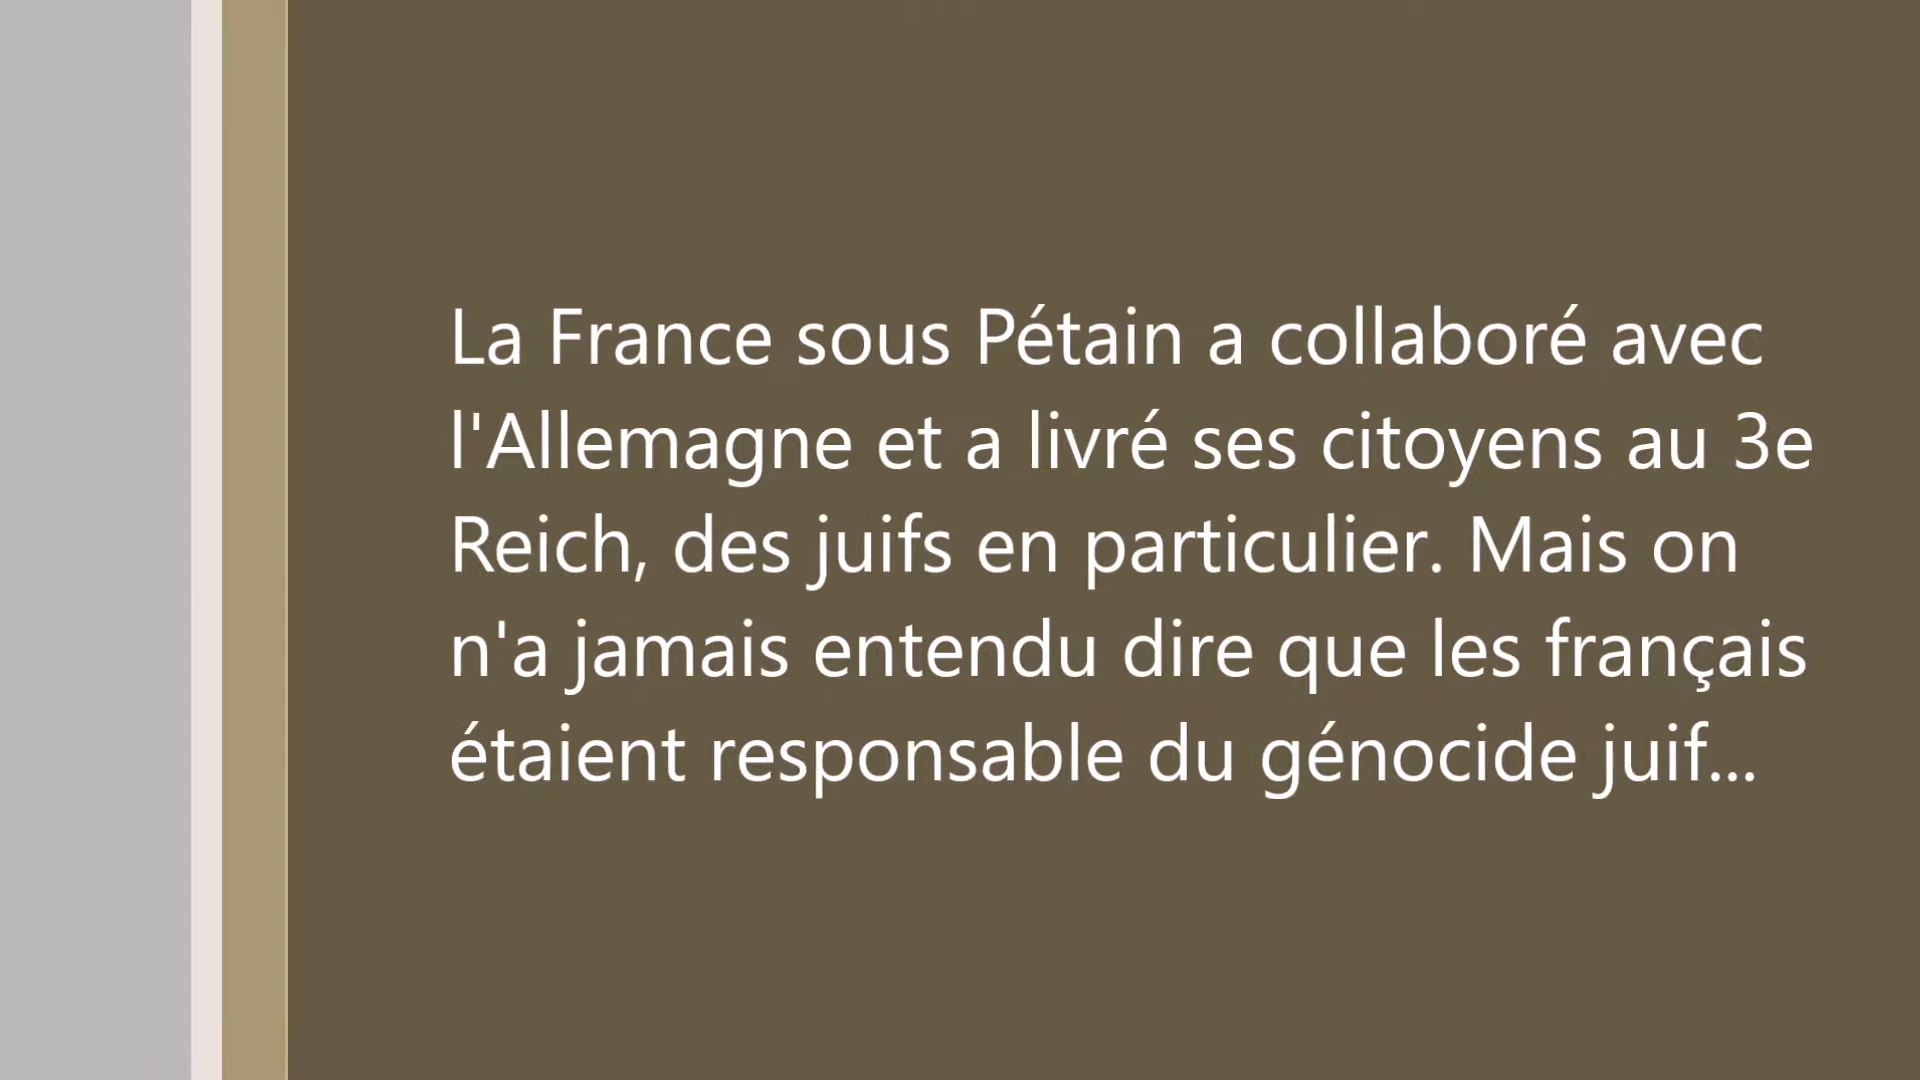 La France sous Pétain a collaboré avec
l'Allemagne et a livré ses citoyens au 3e
Reich, des juifs en particulier. Mais on
n'a jamais entendu dire que les français
étaient responsable du génocide juif...